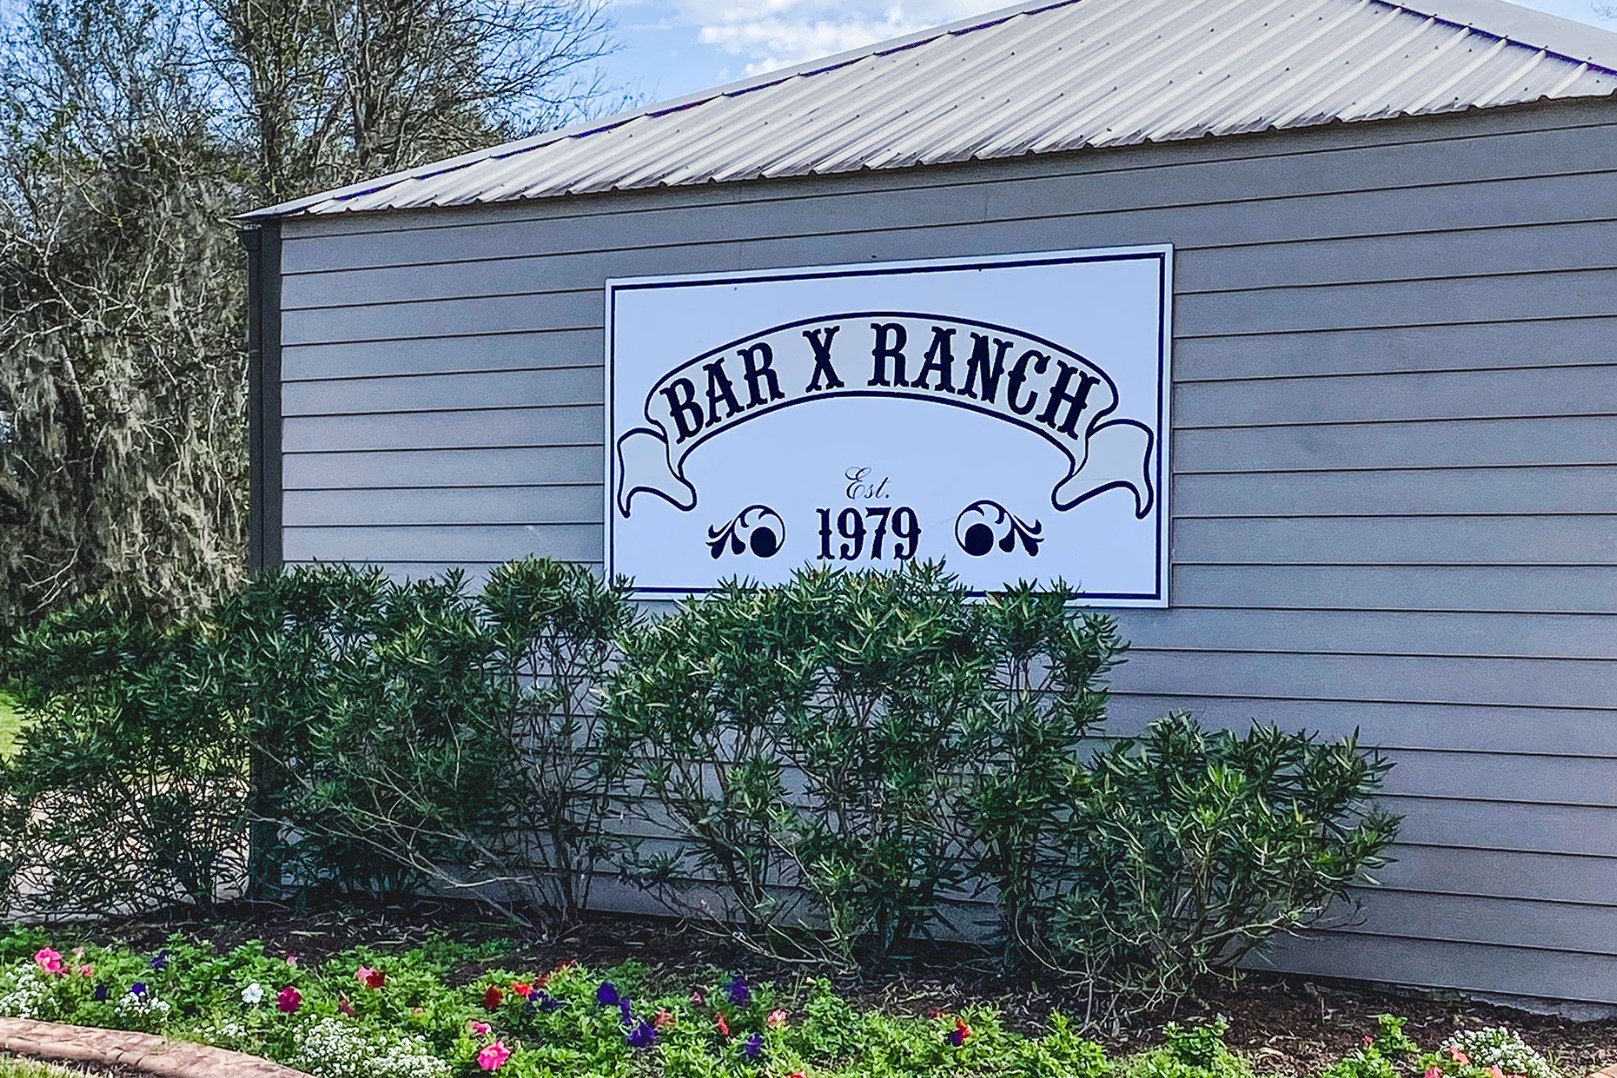 BAR X RANCH
Est.
1979